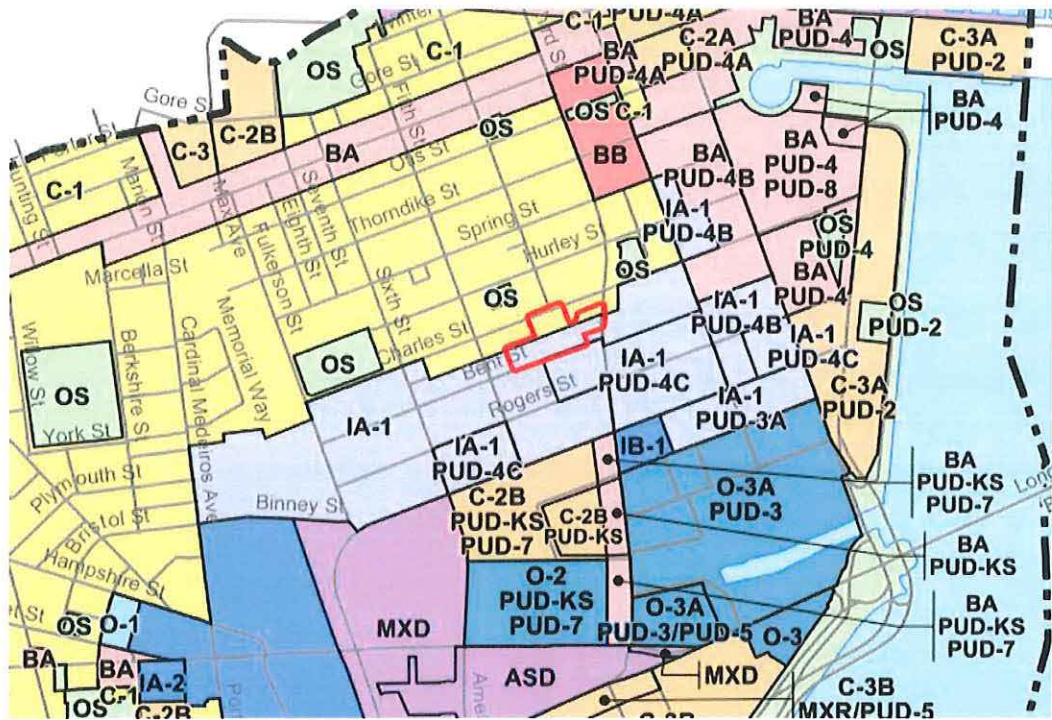 C-1
PUD-4A
BA
PUD-4A
C-2A
PUD-4A
BA
PUD-4
OS
C-3A
PUD-2
C-1
OS
Gore St
Gore St
C-2B
C-3
BA
Fifth St
OS
OS
C-1
BB
BA
PUD-4
C-1
Marion St
Max Ave
Otis St
Seventh St
Eighth St
Thorndike St
Fulkerson St
Spring St
Hurley St
BA
PUD-4B
IA-1
PUD-4B
BA
PUD-4
PUD-8
OS
PUD-4
BA
PUD-4
Marcella St
Sixth St
OS
OS
IA-1
PUD-4B
OS
PUD-2
Willow St
Berkshire St
Cardinal Medeiros Ave
Memorial Way
OS
Charles St
Bent St
IA-1
PUD-4C
IA-1
PUD-4C
C-3A
PUD-2
OS
York St
IA-1
Rogers St
IA-1
PUD-3A
IA-1
PUD-4C
IB-1
Plymouth St
Bristol St
Binney St
C-2B
PUD-KS
PUD-7
C-2B
PUD-KS
O-3A
PUD-3
BA
PUD-KS
PUD-7
Hampshire St
BA
PUD-KS
O-2
PUD-KS
PUD-7
O-3A
PUD-3/PUD-5
O-3
BA
PUD-KS
PUD-7
OS
O-1
MXD
BA
BA
C-1
IA-2
ASD
MXD
OS
C-2B
C-3B
C-3B
MXR/PUD-5